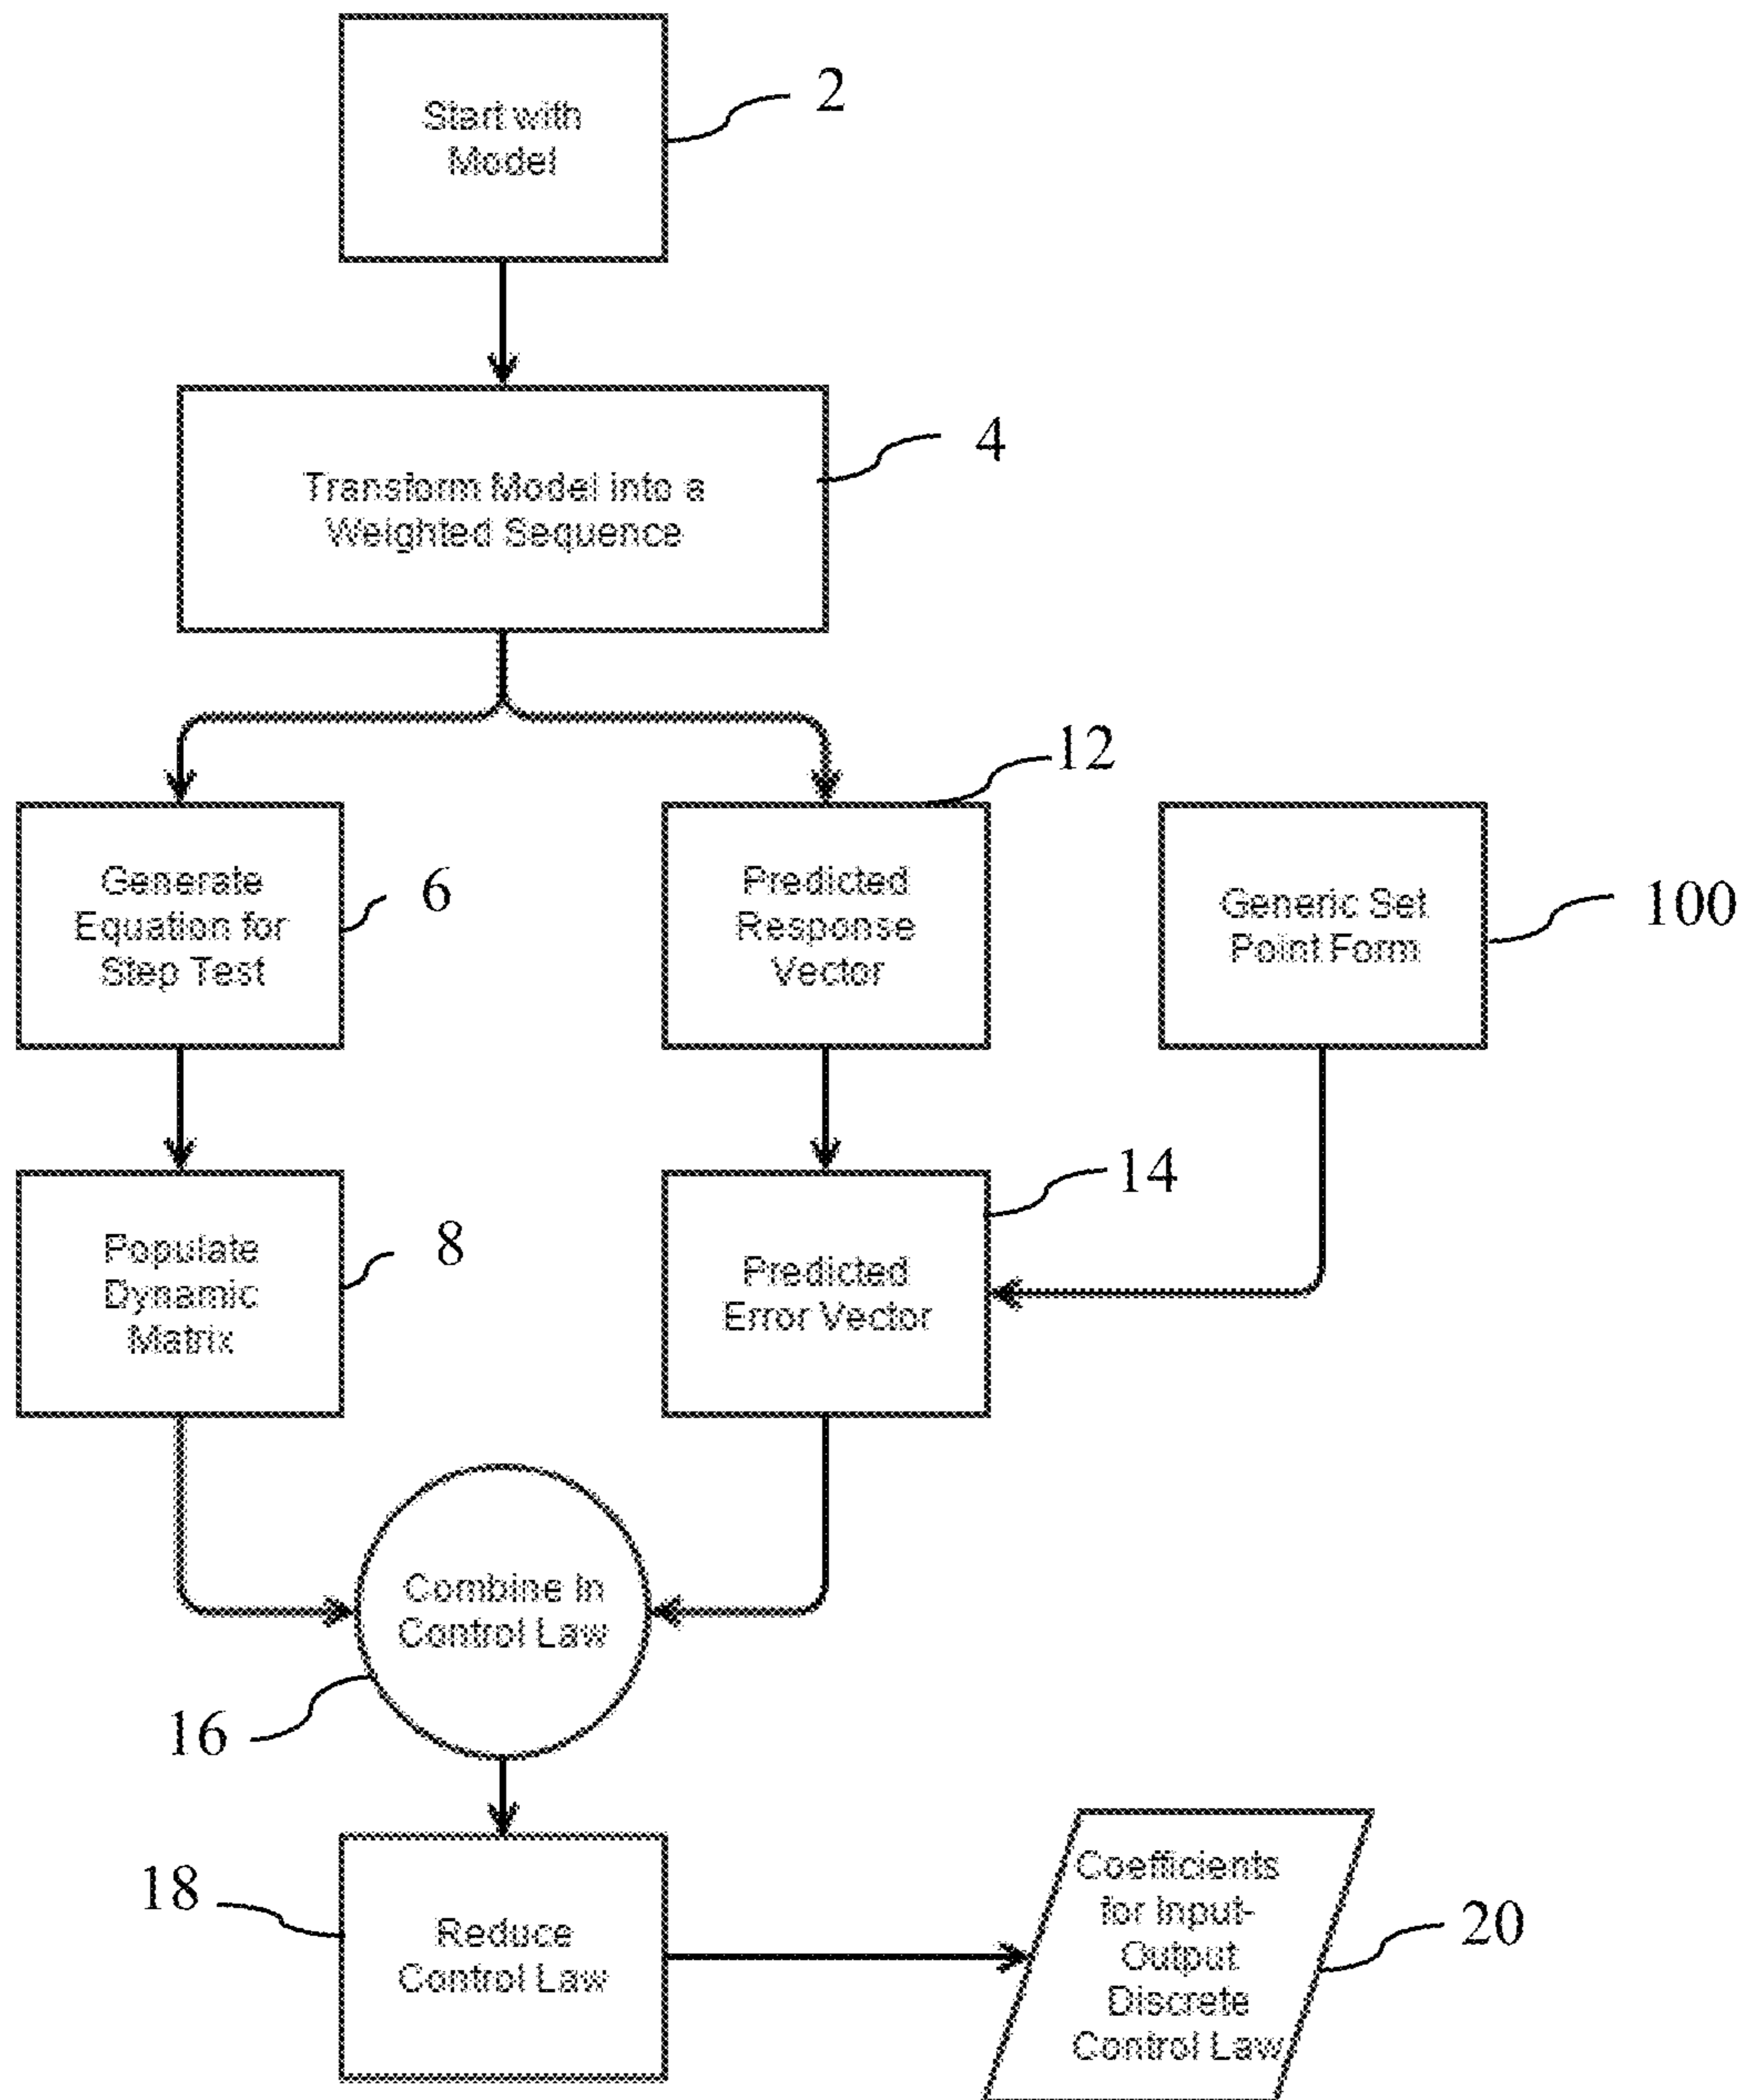 Start with
Model
2
Transform Model into a
Weighted Sequence
4
Generate
Equation for
Step Test
6
Predicted
Response
Vector
12
Generic Set
Point Form
100
Populate
Dynamic
Matrix
8
Predicted
Error Vector
14
Combine In
Control Law
16
Reduce
Control Law
18
Coefficients
for Input-
Output
Discrete
Control Law
20